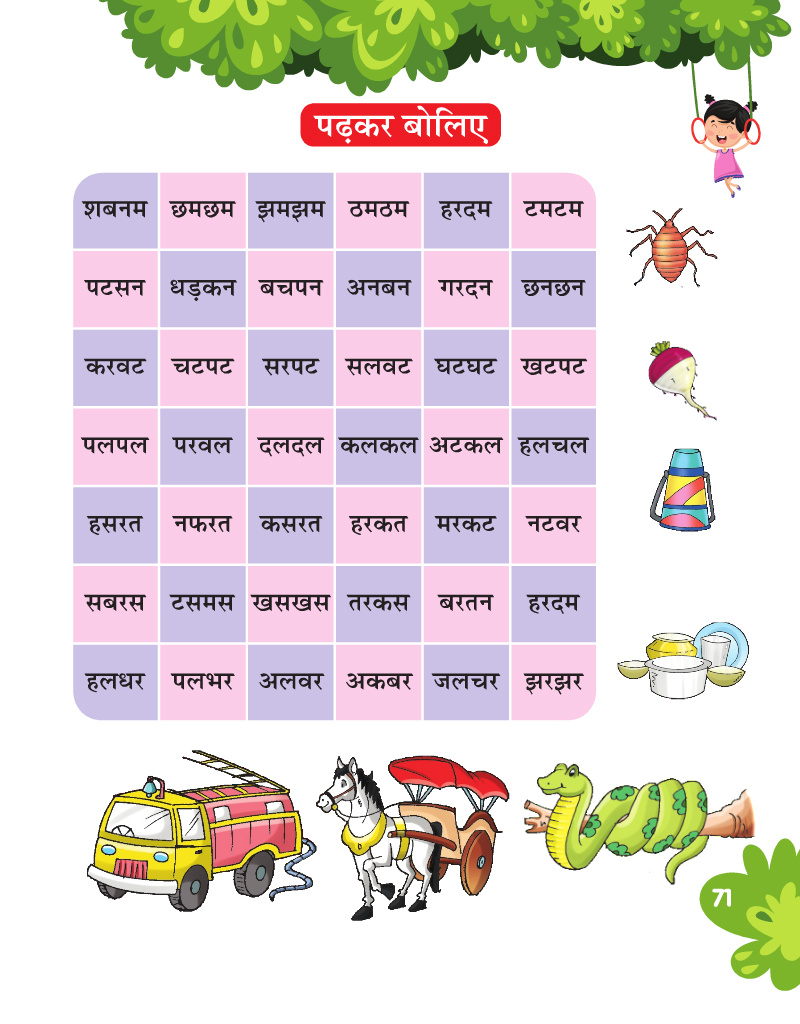 पढ़कर बोलिए
शबनम छमछम झमझम ठमठम हरदम टमटम
पटसन धड़कन बचपन अनबन गरदन छनछन
करवट चटपट सरपट सलवट घटघट खटपट
पलपल परवल दलदल कलकल अटकल हलचल
हसरत नफरत कसरत हरकत मरकट नटवर
सबरस टसमस खसखस तरकस बरतन हरदम
हलधर पलभर अलवर अकबर जलचर झरझर
71